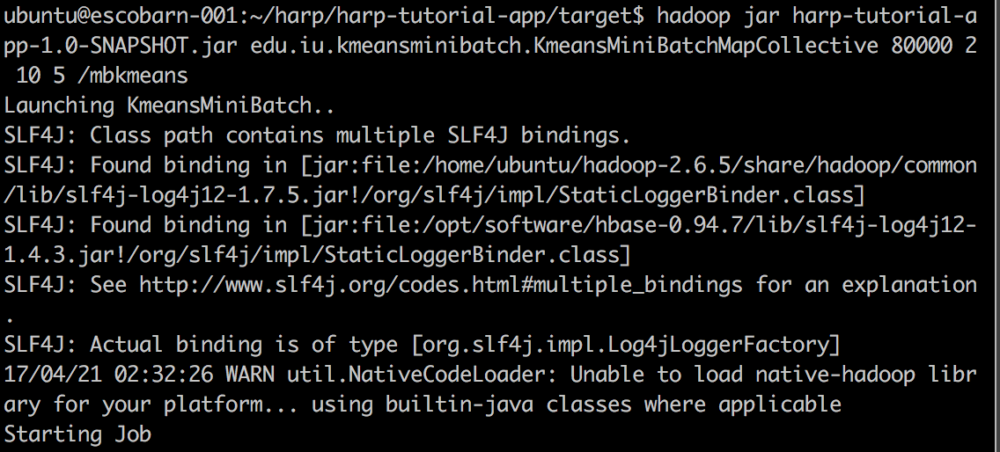 ubuntu@escobarn-001:~/harp/harp-tutorial-app/target$ hadoop jar harp-tutorial-a
pp-1.0-SNAPSHOT.jar edu.iu.kmeansminibatch.KmeansMiniBatchMapCollective 80000 2
 10 5 /mbkmeans
Launching KmeansMiniBatch..
SLF4J: Class path contains multiple SLF4J bindings.
SLF4J: Found binding in [jar:file:/home/ubuntu/hadoop-2.6.5/share/hadoop/common
/lib/slf4j-log4j12-1.7.5.jar!/org/slf4j/impl/StaticLoggerBinder.class]
SLF4J: Found binding in [jar:file:/opt/software/hbase-0.94.7/lib/slf4j-log4j12-
1.4.3.jar!/org/slf4j/impl/StaticLoggerBinder.class]
SLF4J: See http://www.slf4j.org/codes.html#multiple_bindings for an explanation
.
SLF4J: Actual binding is of type [org.slf4j.impl.Log4jLoggerFactory]
17/04/21 02:32:26 WARN util.NativeCodeLoader: Unable to load native-hadoop libr
ary for your platform... using builtin-java classes where applicable
Starting Job